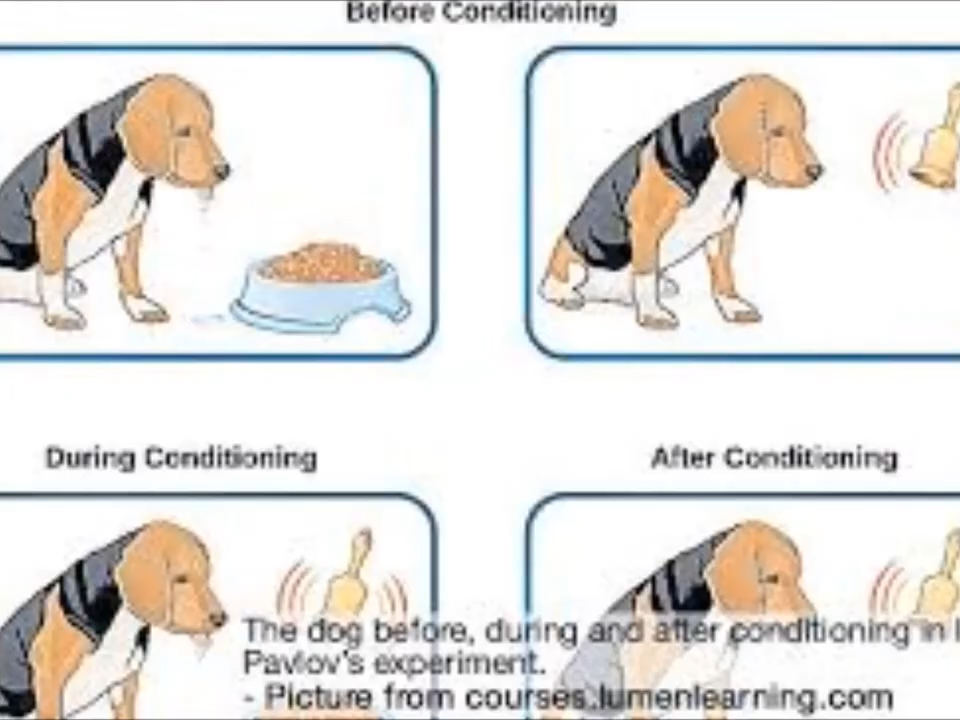 Before Conditioning
During Conditioning
After Conditioning
The dog before, during and after conditioning in
Pavlov's experiment.
- Picture from courses.lumenlearning.com